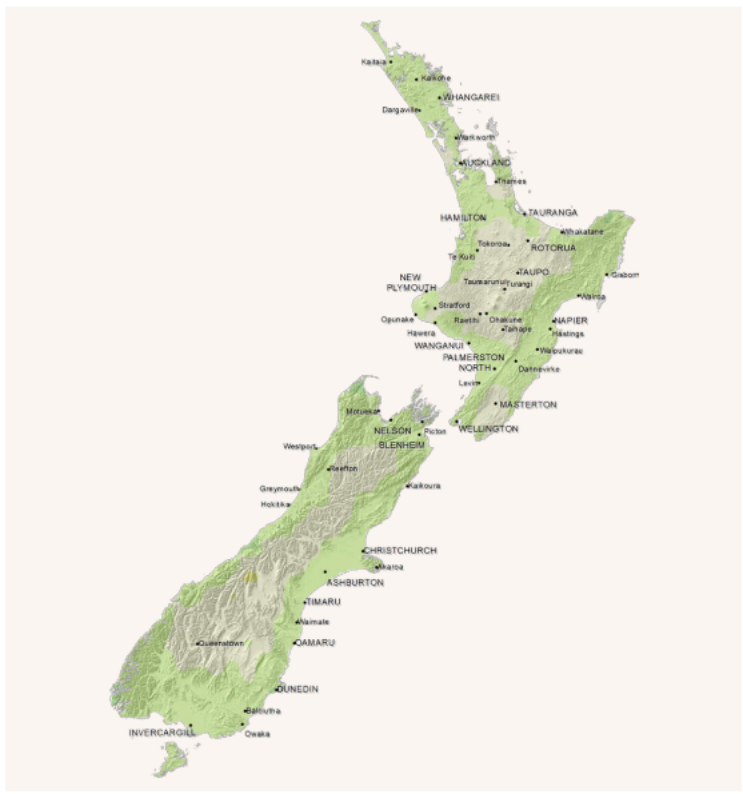 Kaitaia
Kaikohe
WHANGAREI
Dargaville
Warkworth
AUCKLAND
Thames
HAMILTON
TAURANGA
Whakatane
Tokoroa
ROTORUA
Te Kuiti
TAUPO
Gisborn
NEW
PLYMOUTH
Taumarunui
Turangi
Wairoa
Stratford
Opunake
Raetihi
Ohakune
NAPIER
Taihape
Hawera
Hastings
WANGANUI
Waipukurau
PALMERSTON
NORTH
Dannevirke
Levin
MASTERTON
Motueka
WELLINGTON
NELSON
Picton
BLENHEIM
Westport
Reefton
Greymouth
Kaikoura
Hokitika
CHRISTCHURCH
Akaroa
ASHBURTON
TIMARU
Waimate
Queenstown
OAMARU
DUNEDIN
Balclutha
INVERCARGILL
Owaka